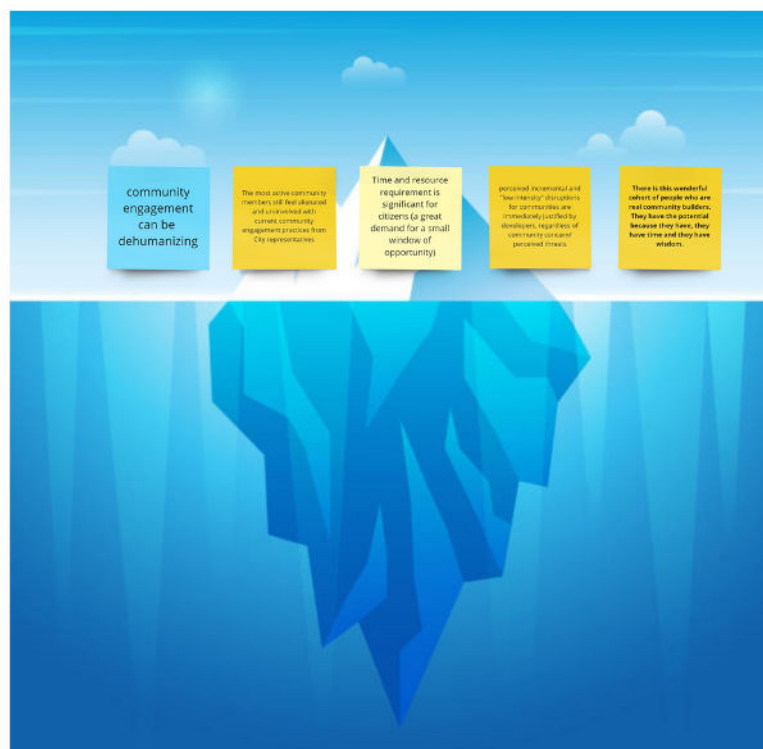 community
engagement
can be
dehumanizing
The most active community
members still feel alienated
and uninvolved with
current community
engagement practices from
City representatives
Time and resource
requirement is
significant for
citizens (a great
demand for a small
window of
opportunity)
perceived incremental and
"low intensity" disruptions
for communities are
immediately justified by
developers, regardless of
community concern/
perceived threats
There is this wonderful
cohort of people who are
real community builders.
They have the potential
because they have, they
have time and they have
wisdom.